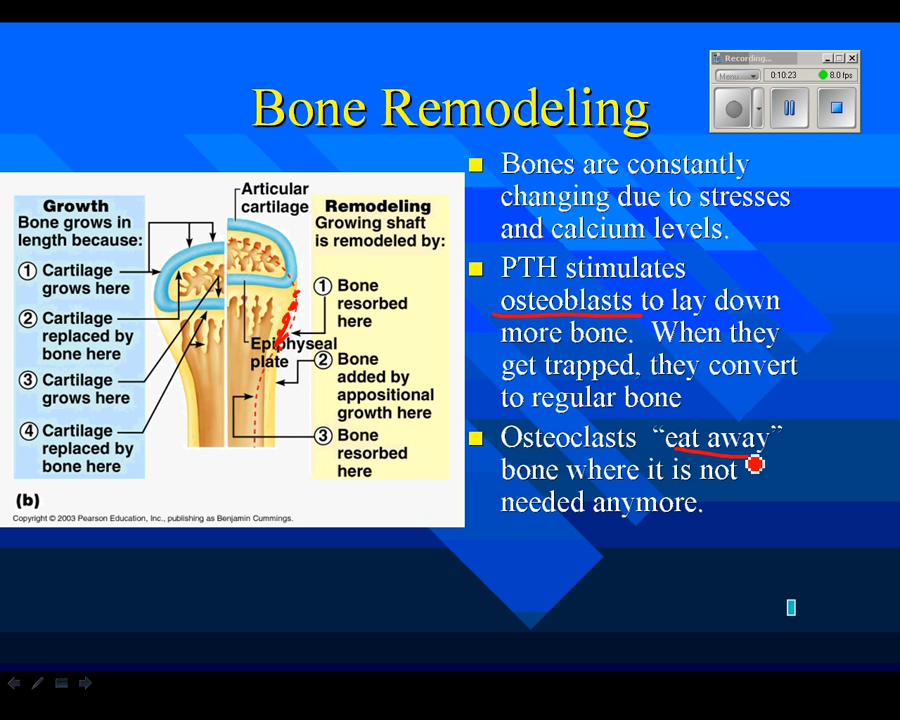 Recording...
Menu
0:10:23
8.0 fps
Bone Remodeling
Growth
Bone grows in
length because:
1 Cartilage
grows here
2 Cartilage
replaced by
bone here
3 Cartilage
grows here
4 Cartilage
replaced by
bone here
Articular
cartilage
Epiphyseal
plate
Remodeling
Growing shaft
is remodeled by:
1 Bone
resorbed
here
2 Bone
added by
appositional
growth here
3 Bone
resorbed
here
(b)
Copyright © 2003 Pearson Education, Inc., publishing as Benjamin Cummings.
Bones are constantly
changing due to stresses
and calcium levels.
PTH stimulates
osteoblasts to lay down
more bone. When they
get trapped, they convert
to regular bone
Osteoclasts “eat away”
bone where it is not
needed anymore.